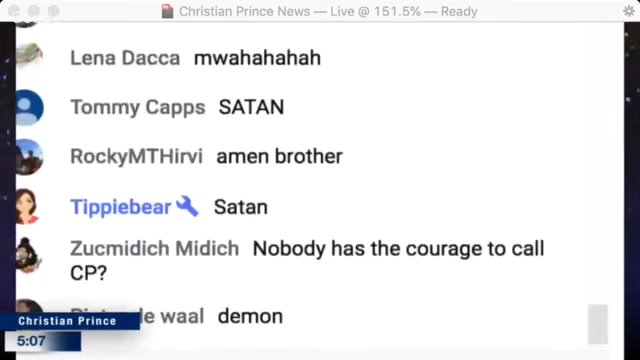 Christian Prince News — Live @ 151.5% — Ready
Lena Dacca mwahahahah
Tommy Capps SATAN
RockyMTHirvi amen brother
Tippiebear Satan
Zucmidich Midich Nobody has the courage to call
CP?
de waal demon
Christian Prince
5:07